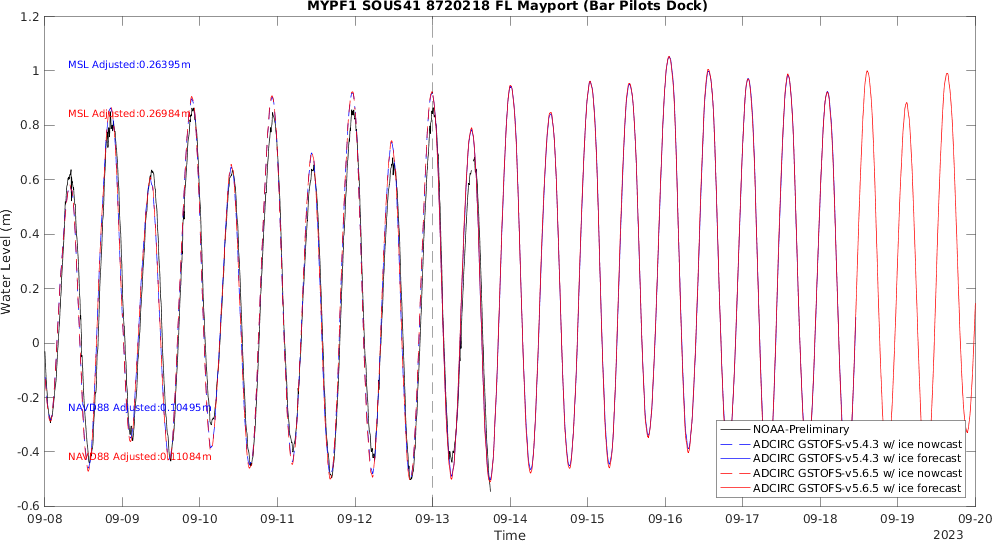 MYPF1 SOUS41 8720218 FL Mayport (Bar Pilots Dock)
1.2
1
0.8
0.6
0.4
0.2
0
-0.2
-0.4
-0.6
Water Level (m)
MSL Adjusted:0.26395m
MSL Adjusted:0.26984m
NAVD88 Adjusted:0.10495m
NAVD88 Adjusted:0.11084m
NOAA-Preliminary
ADCIRC GSTOFS-v5.4.3 w/ ice nowcast
ADCIRC GSTOFS-v5.4.3 w/ ice forecast
ADCIRC GSTOFS-v5.6.5 w/ ice nowcast
ADCIRC GSTOFS-v5.6.5 w/ ice forecast
09-08 09-09 09-10 09-11 09-12 09-13 09-14 09-15 09-16 09-17 09-18 09-19 09-20
Time
2023